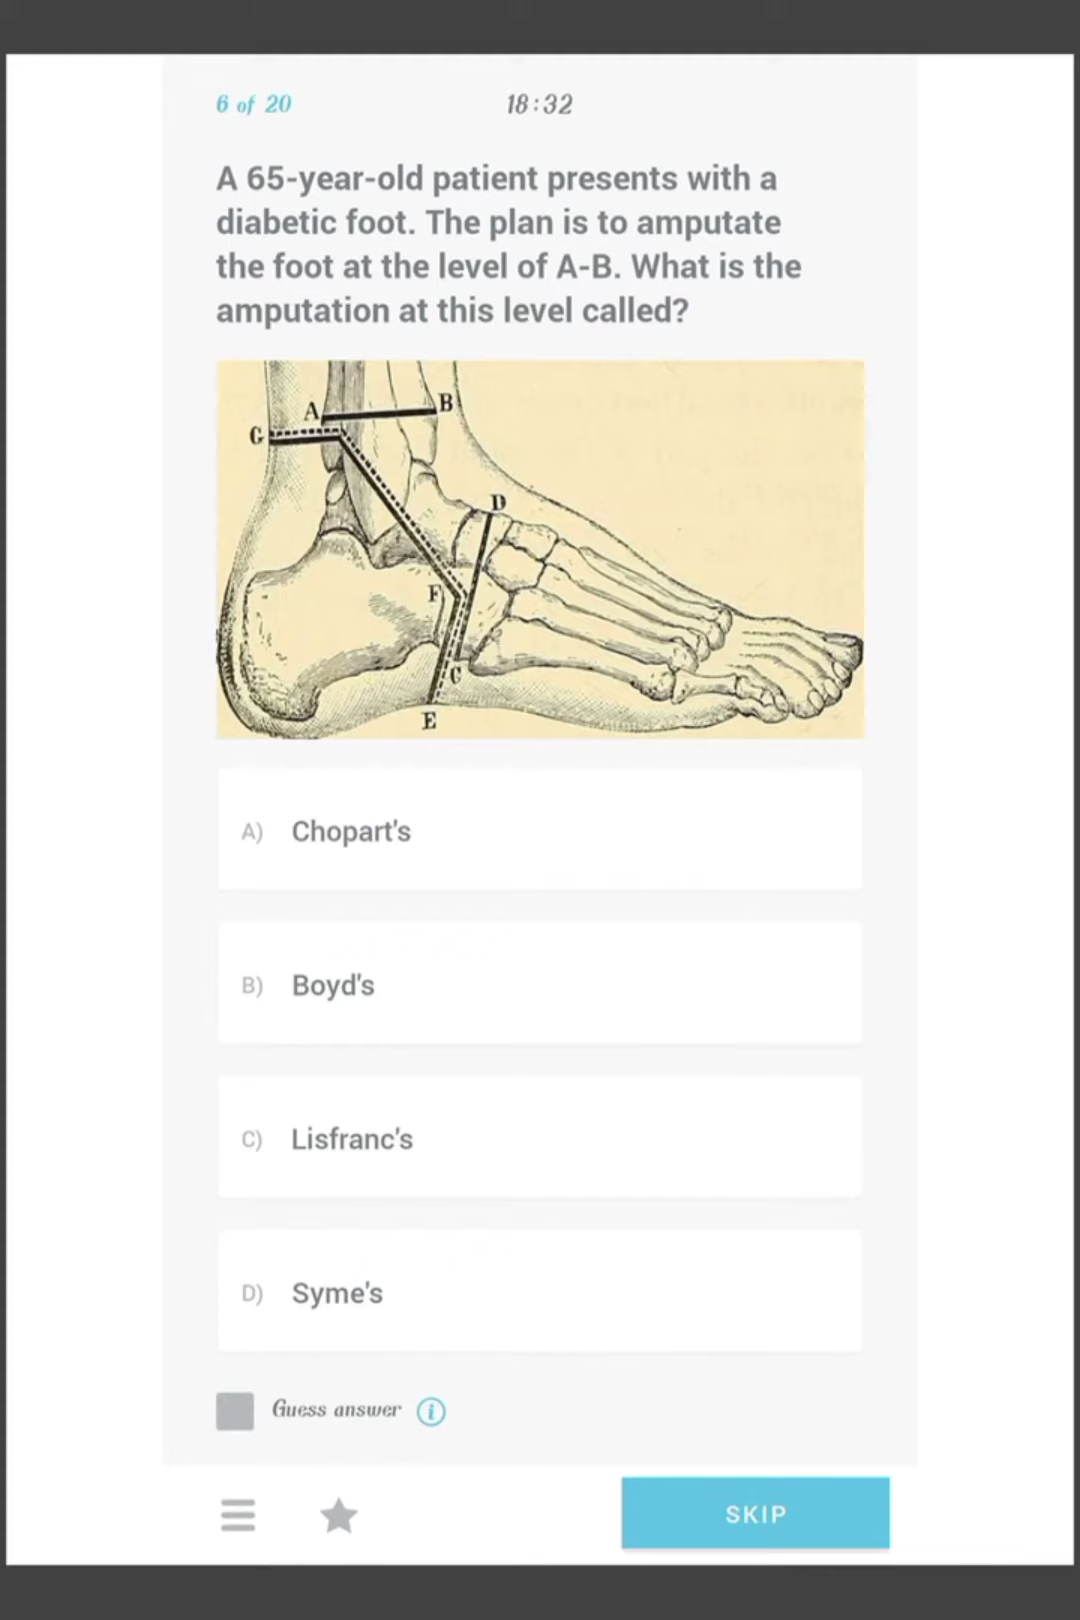 6 of 20
18:32
A 65-year-old patient presents with a
diabetic foot. The plan is to amputate
the foot at the level of A-B. What is the
amputation at this level called?
A
B
G
D
F
C
E
A) Chopart's
B) Boyd's
C) Lisfranc's
D) Syme's
Guess answer i
SKIP